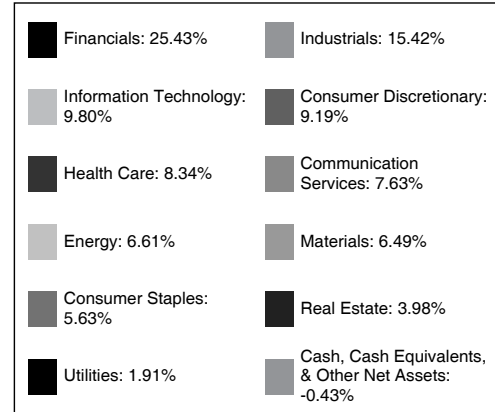 Financials: 25.43%
Industrials: 15.42%
Information Technology:
9.80%
Consumer Discretionary:
9.19%
Health Care: 8.34%
Communication
Services: 7.63%
Energy: 6.61%
Materials: 6.49%
Consumer Staples:
5.63%
Real Estate: 3.98%
Utilities: 1.91%
Cash, Cash Equivalents,
& Other Net Assets:
-0.43%